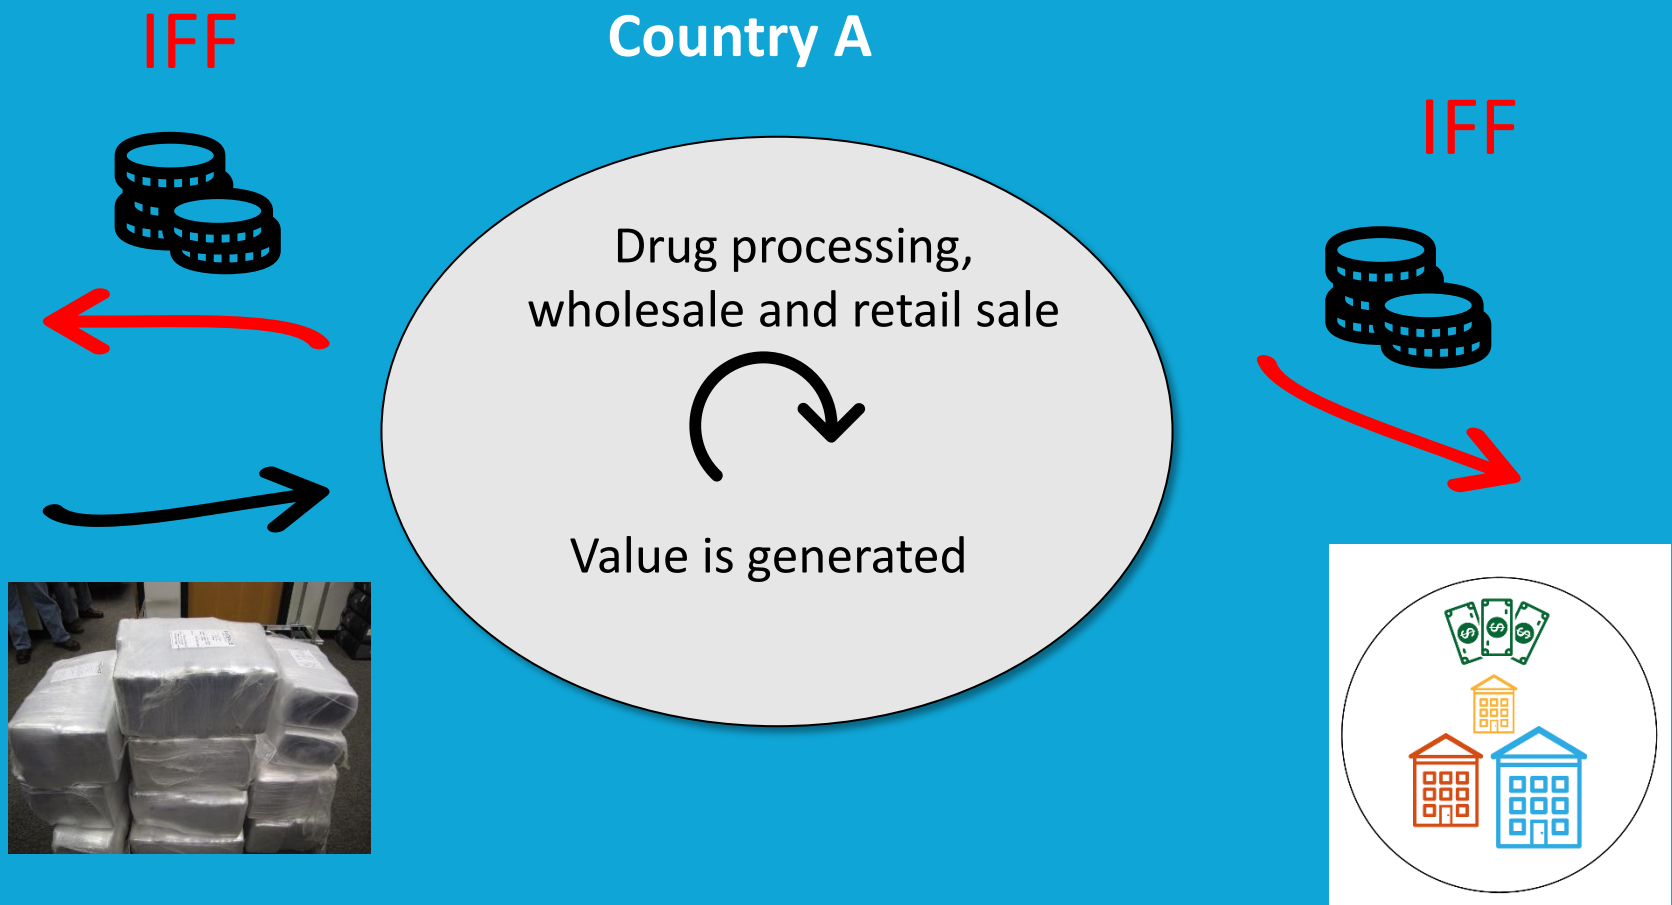 IFF
Country A
IFF
Drug processing,
wholesale and retail sale
Value is generated